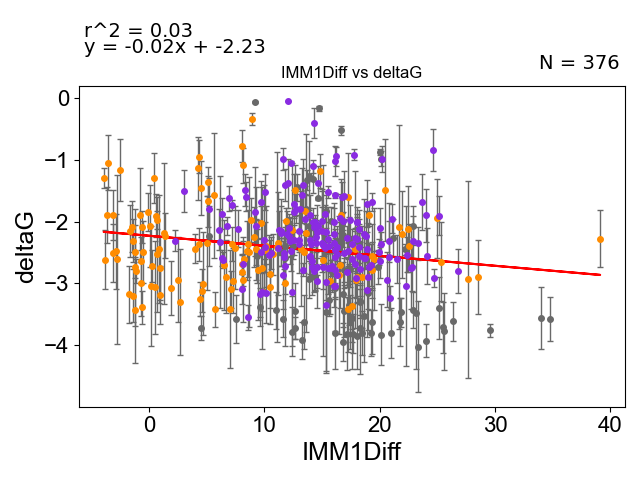 r^2 = 0.03
y = -0.02x + -2.23
N = 376
IMM1Diff vs deltaG
0
−1
−2
−3
−4
deltaG
0
10
20
30
40
IMM1Diff